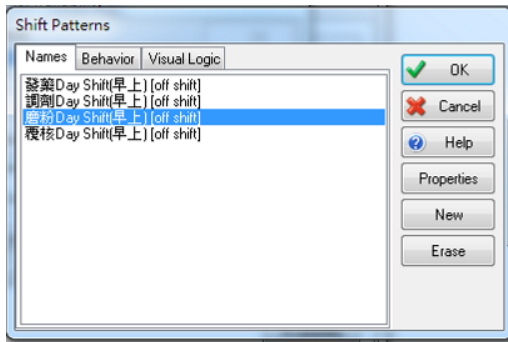 Shift Patterns
Names Behavior Visual Logic
發藥Day Shift(早上) [off shift]
調劑Day Shift(早上) [off shift]
磨粉Day Shift(早上) [off shift]
覆核Day Shift(早上) [off shift]
OK
Cancel
Help
Properties
New
Erase